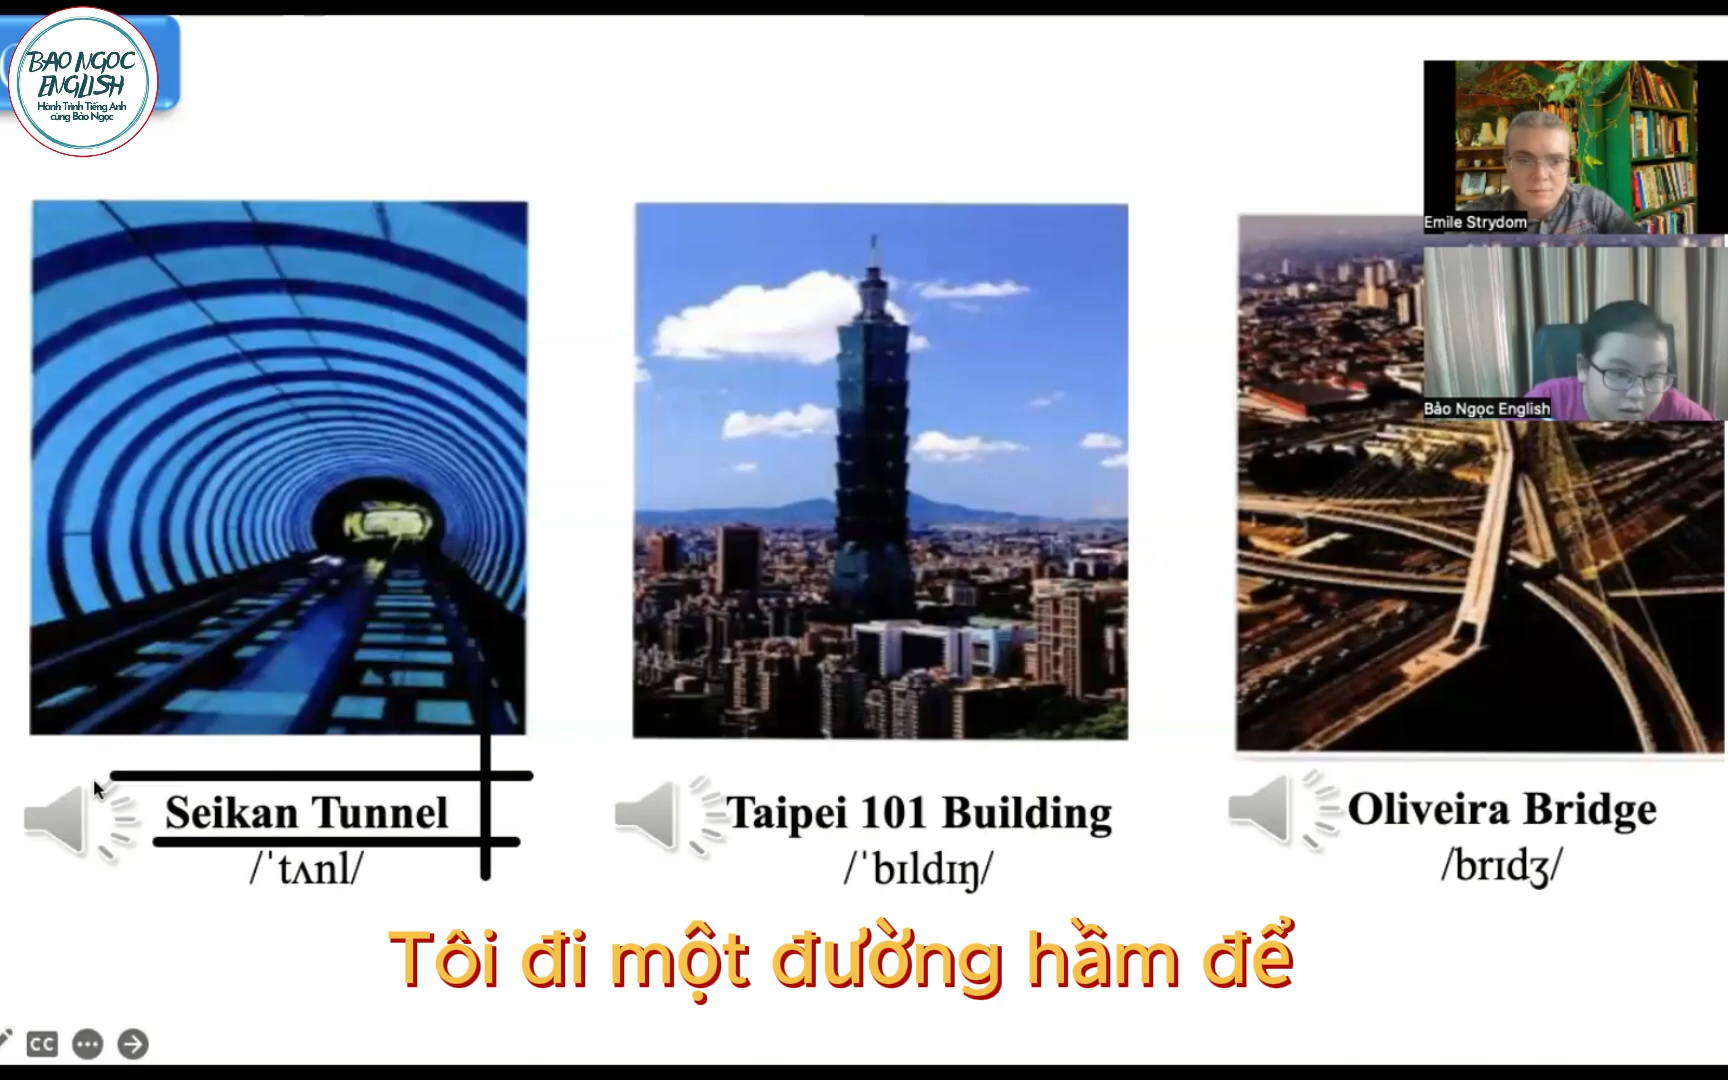 BAO NGOC
ENGLISH
Hành Trình Tiếng Anh
cùng Bảo Ngọc
Emile Strydom
Bảo Ngọc English
Seikan Tunnel
/ˈtʌnl/
Taipei 101 Building
/ˈbɪldɪŋ/
Oliveira Bridge
/brɪdʒ/
Tôi đi một đường hầm để
CC